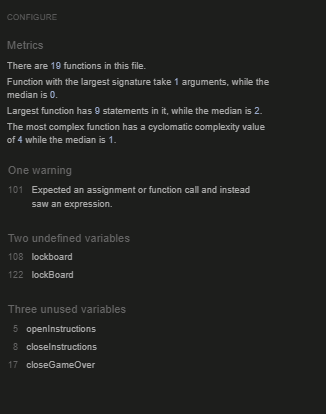 CONFIGURE
Metrics
There are 19 functions in this file.
Function with the largest signature take 1 arguments, while the
median is 0.
Largest function has 9 statements in it, while the median is 2.
The most complex function has a cyclomatic complexity value
of 4 while the median is 1.
One warning
101 Expected an assignment or function call and instead
saw an expression.
Two undefined variables
108 lockboard
122 lockBoard
Three unused variables
5 openInstructions
8 closeInstructions
17 closeGameOver